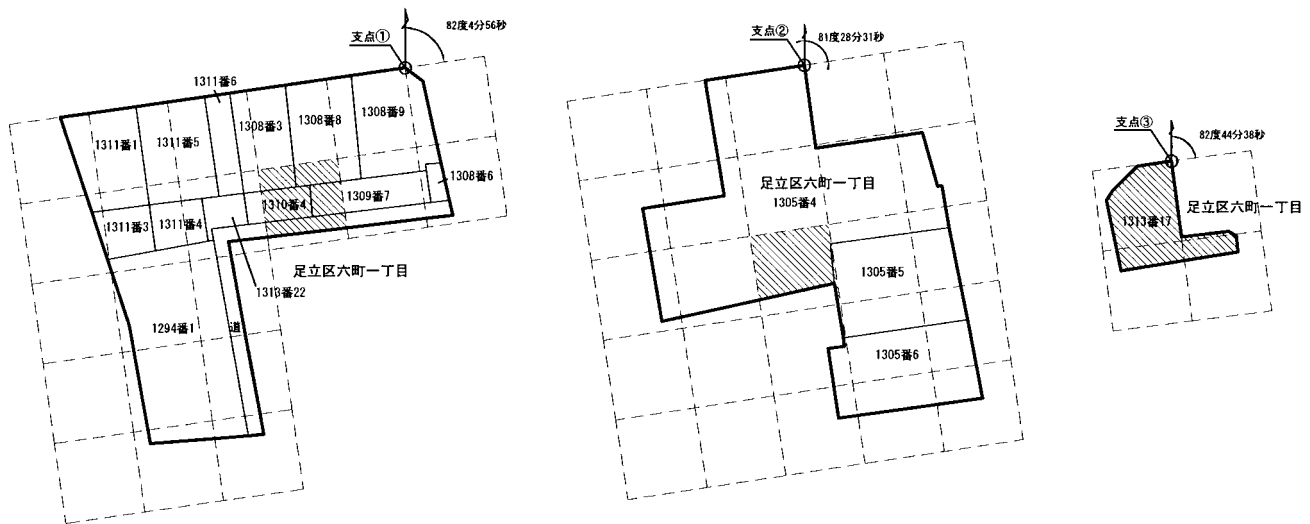 支点①
82度4分56秒
1311番6
1311番1
1311番5
1308番3
1308番8
1308番9
1308番6
1311番3
1311番4
1310番4
1309番7
足立区六町一丁目
1313番22
1294番1
道
支点②
81度28分31秒
足立区六町一丁目
1305番4
1305番5
1305番6
支点③
82度44分38秒
足立区六町一丁目
1313番17